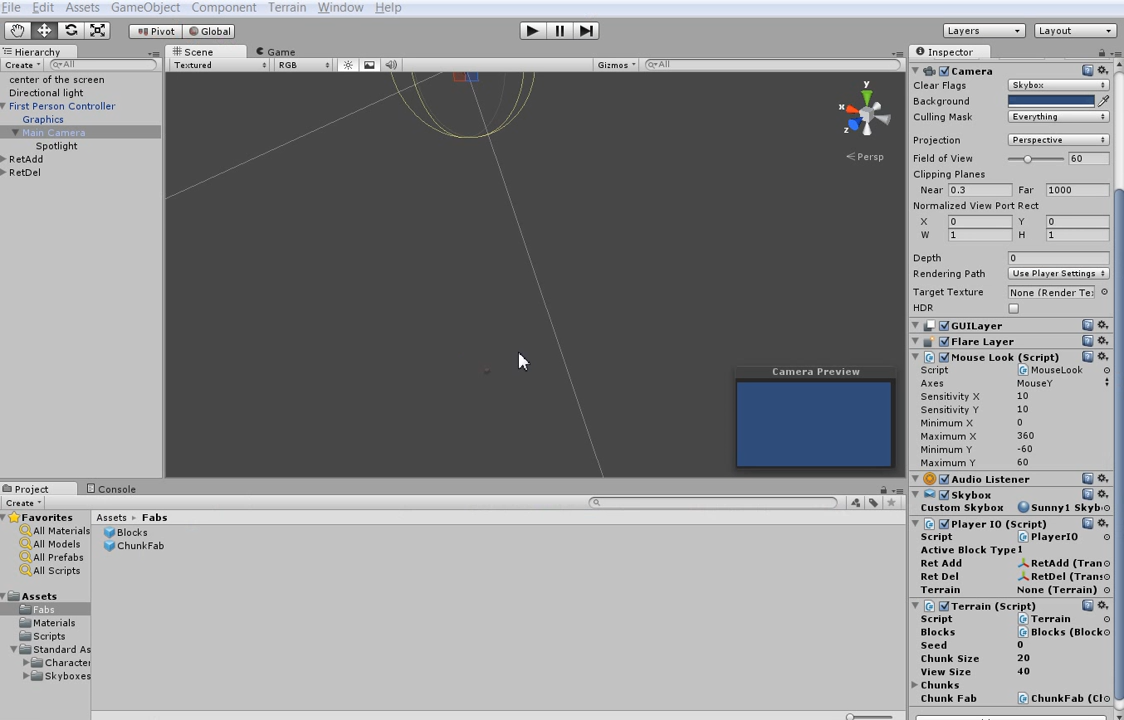 File Edit Assets GameObject Component Terrain Window Help
Pivot Global Layers Layout
Hierarchy
Create All
center of the screen
Directional light
First Person Controller
Graphics
Main Camera
Spotlight
RetAdd
RetDel
Scene Game
Textured RGB Gizmos All
y
x
z
Persp
Camera Preview
Project Console
Create
Favorites
All Materials
All Models
All Prefabs
All Scripts
Assets
Fabs
Materials
Scripts
Standard As
Character
Skyboxes
Assets Fabs
Blocks
ChunkFab
Inspector
Camera
Clear Flags Skybox
Background
Culling Mask Everything
Projection Perspective
Field of View 60
Clipping Planes
Near 0.3 Far 1000
Normalized View Port Rect
X 0 Y 0
W 1 H 1
Depth 0
Rendering Path Use Player Settings
Target Texture None (Render Te:
HDR
GUILayer
Flare Layer
Mouse Look (Script)
Script MouseLook
Axes MouseY
Sensitivity X 10
Sensitivity Y 10
Minimum X 0
Maximum X 360
Minimum Y -60
Maximum Y 60
Audio Listener
Skybox
Custom Skybox Sunny1 Skyb
Player IO (Script)
Script PlayerIO
Active Block Type 1
Ret Add RetAdd (Tran
Ret Del RetDel (Trans
Terrain None (Terrain)
Terrain (Script)
Script Terrain
Blocks Blocks (Block
Seed 0
Chunk Size 20
View Size 40
Chunks
Chunk Fab ChunkFab (Cl